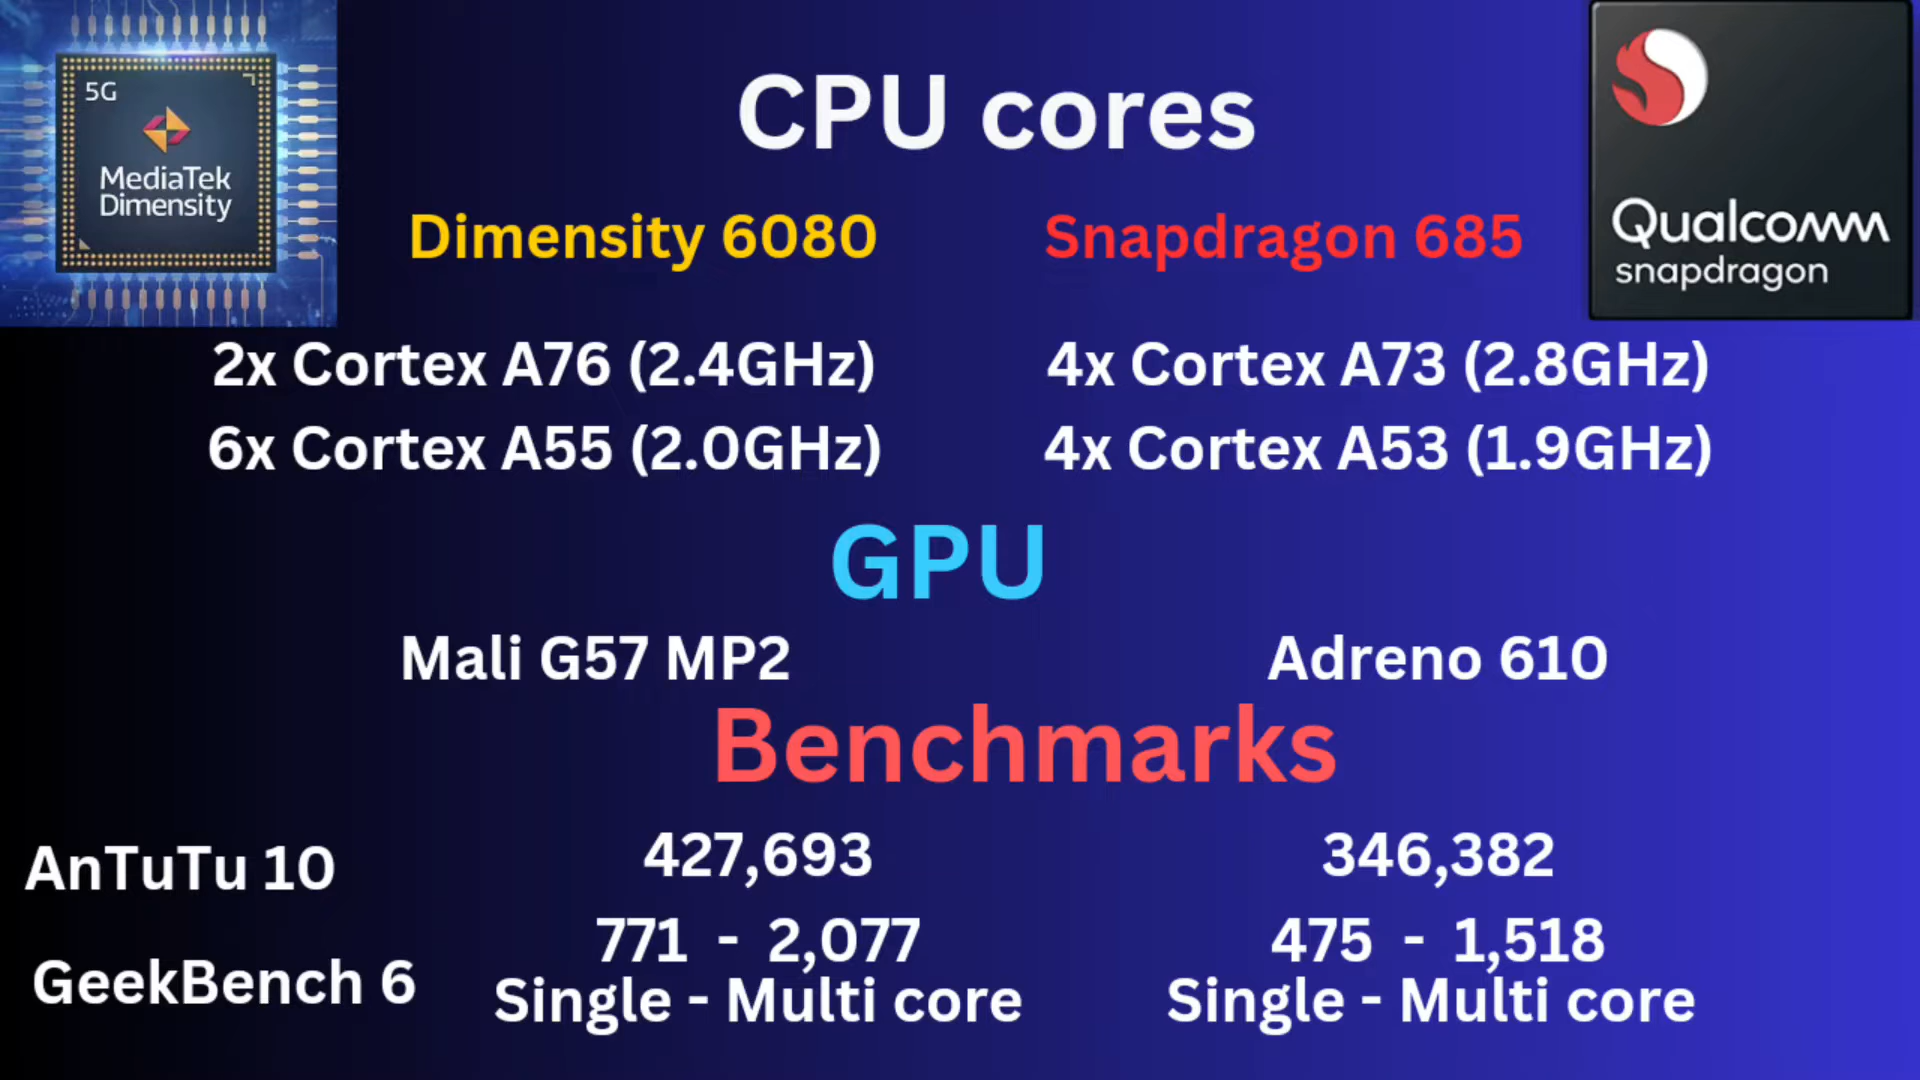 5G
MediaTek
Dimensity
Qualcomm
snapdragon
CPU cores
Dimensity 6080 Snapdragon 685
2x Cortex A76 (2.4GHz) 4x Cortex A73 (2.8GHz)
6x Cortex A55 (2.0GHz) 4x Cortex A53 (1.9GHz)
GPU
Mali G57 MP2 Adreno 610
Benchmarks
AnTuTu 10 427,693 346,382
GeekBench 6 771 - 2,077 475 - 1,518
Single - Multi core Single - Multi core